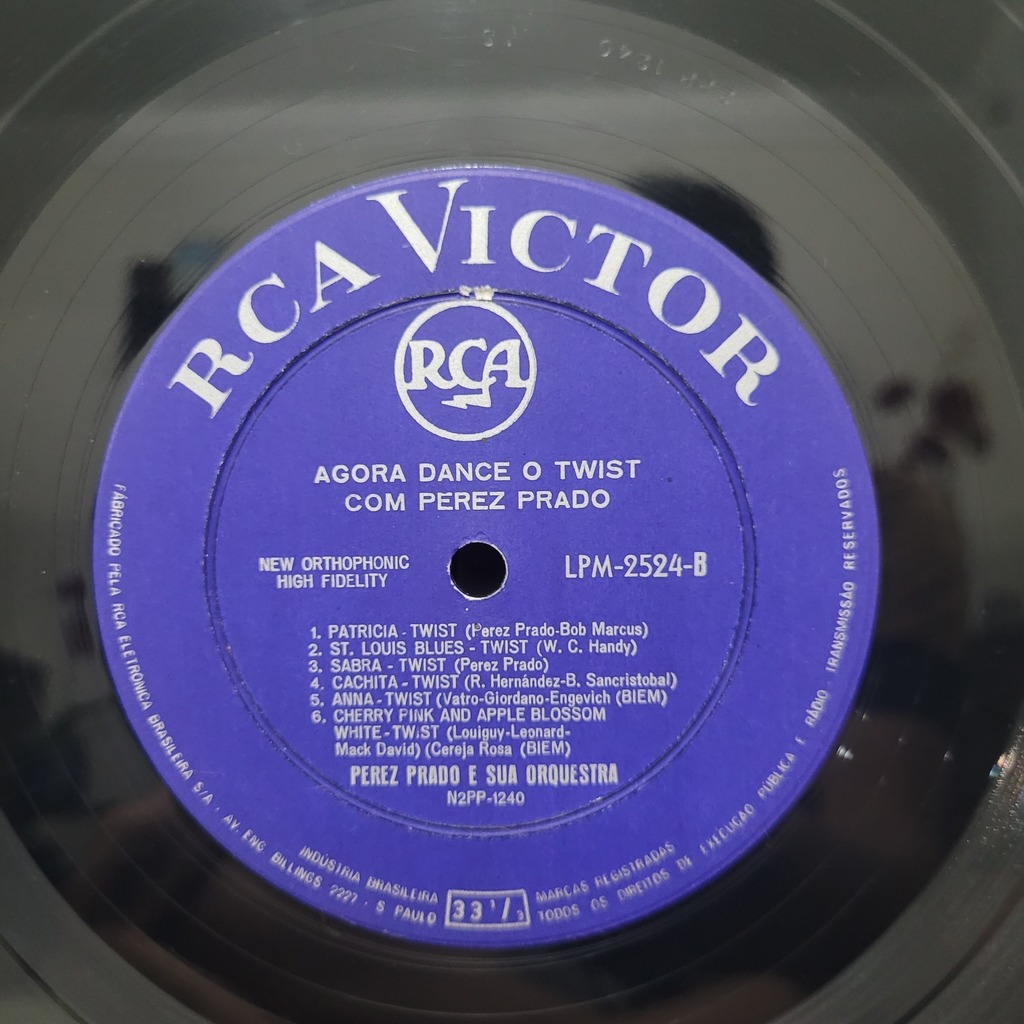 RCA VICTOR
RCA
AGORA DANCE O TWIST
COM PEREZ PRADO
NEW ORTHOPHONIC
HIGH FIDELITY
LPM-2524-B
1. PATRICIA - TWIST (Perez Prado-Bob Marcus)
2. ST. LOUIS BLUES - TWIST (W. C. Handy)
3. SABRA - TWIST (Perez Prado)
4. CACHITA - TWIST (R. Hernández-B. Sancristobal)
5. ANNA - TWIST (Vatro-Giordano-Engevich (BIEM)
6. CHERRY PINK AND APPLE BLOSSOM
WHITE - TWIST (Louiguy-Leonard-
Mack David) (Cereja Rosa (BIEM)
PEREZ PRADO E SUA ORQUESTRA
N2PP-1240
FÁBRICADO PELA RCA ELETRÔNICA BRASILEIRA S/A - AV. ENG BILLINGS 2227 - S PAULO
INDÚSTRIA BRASILEIRA
33 1/3
MARCAS REGISTRADAS
TODOS OS DIREITOS DE EXECUÇÃO PÚBLICA E RÁDIO TRANSMISSÃO RESERVADOS